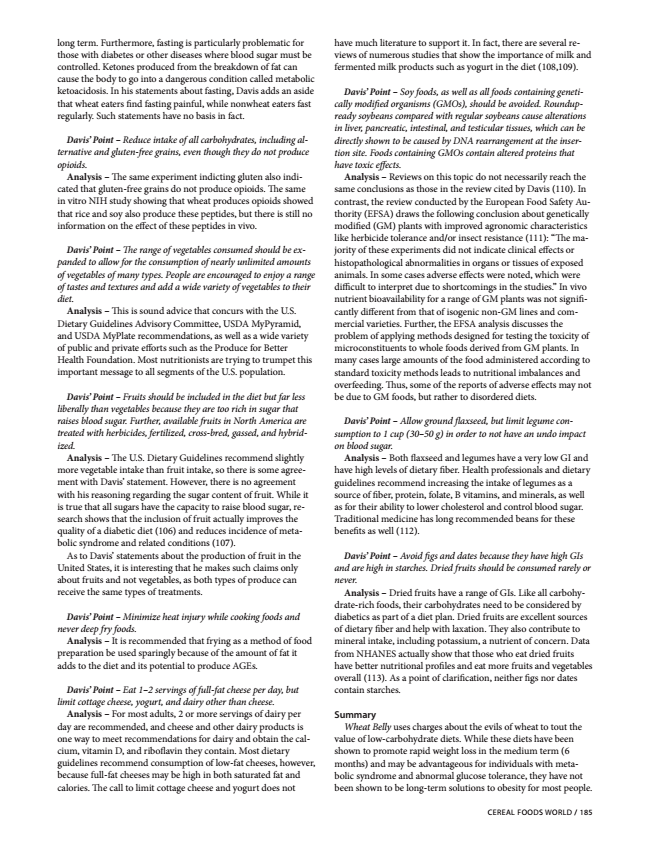 long term. Furthermore, fasting is particularly problematic for
those with diabetes or other diseases where blood sugar must be
controlled. Ketones produced from the breakdown of fat can
cause the body to go into a dangerous condition called metabolic
ketoacidosis. In his statements about fasting, Davis adds an aside
that wheat eaters find fasting painful, while nonwheat eaters fast
regularly. Such statements have no basis in fact.
Davis' Point – Reduce intake of all carbohydrates, including al-
ternative and gluten-free grains, even though they do not produce
opioids.
Analysis – The same experiment indicting gluten also indi-
cated that gluten-free grains do not produce opioids. The same
in vitro NIH study showing that wheat produces opioids showed
that rice and soy also produce these peptides, but there is still no
information on the effect of these peptides in vivo.
Davis' Point – The range of vegetables consumed should be ex-
panded to allow for the consumption of nearly unlimited amounts
of vegetables of many types. People are encouraged to enjoy a range
of tastes and textures and add a wide variety of vegetables to their
diet.
Analysis – This is sound advice that concurs with the U.S.
Dietary Guidelines Advisory Committee, USDA MyPyramid,
and USDA MyPlate recommendations, as well as a wide variety
of public and private efforts such as the Produce for Better
Health Foundation. Most nutritionists are trying to trumpet this
important message to all segments of the U.S. population.
Davis' Point – Fruits should be included in the diet but far less
liberally than vegetables because they are too rich in sugar that
raises blood sugar. Further, available fruits in North America are
treated with herbicides, fertilized, cross-bred, gassed, and hybrid-
ized.
Analysis – The U.S. Dietary Guidelines recommend slightly
more vegetable intake than fruit intake, so there is some agree-
ment with Davis' statement. However, there is no agreement
with his reasoning regarding the sugar content of fruit. While it
is true that all sugars have the capacity to raise blood sugar, re-
search shows that the inclusion of fruit actually improves the
quality of a diabetic diet (106) and reduces incidence of meta-
bolic syndrome and related conditions (107).
As to Davis' statements about the production of fruit in the
United States, it is interesting that he makes such claims only
about fruits and not vegetables, as both types of produce can
receive the same types of treatments.
Davis' Point – Minimize heat injury while cooking foods and
never deep fry foods.
Analysis – It is recommended that frying as a method of food
preparation be used sparingly because of the amount of fat it
adds to the diet and its potential to produce AGEs.
Davis' Point – Eat 1–2 servings of full-fat cheese per day, but
limit cottage cheese, yogurt, and dairy other than cheese.
Analysis – For most adults, 2 or more servings of dairy per
day are recommended, and cheese and other dairy products is
one way to meet recommendations for dairy and obtain the cal-
cium, vitamin D, and riboflavin they contain. Most dietary
guidelines recommend consumption of low-fat cheeses, however,
because full-fat cheeses may be high in both saturated fat and
calories. The call to limit cottage cheese and yogurt does not
have much literature to support it. In fact, there are several re-
views of numerous studies that show the importance of milk and
fermented milk products such as yogurt in the diet (108,109).
Davis' Point – Soy foods, as well as all foods containing geneti-
cally modified organisms (GMOs), should be avoided. Roundup-
ready soybeans compared with regular soybeans cause alterations
in liver, pancreatic, intestinal, and testicular tissues, which can be
directly shown to be caused by DNA rearrangement at the inser-
tion site. Foods containing GMOs contain altered proteins that
have toxic effects.
Analysis – Reviews on this topic do not necessarily reach the
same conclusions as those in the review cited by Davis (110). In
contrast, the review conducted by the European Food Safety Au-
thority (EFSA) draws the following conclusion about genetically
modified (GM) plants with improved agronomic characteristics
like herbicide tolerance and/or insect resistance (111): “The ma-
jority of these experiments did not indicate clinical effects or
histopathological abnormalities in organs or tissues of exposed
animals. In some cases adverse effects were noted, which were
difficult to interpret due to shortcomings in the studies.” In vivo
nutrient bioavailability for a range of GM plants was not signifi-
cantly different from that of isogenic non-GM lines and com-
mercial varieties. Further, the EFSA analysis discusses the
problem of applying methods designed for testing the toxicity of
microconstituents to whole foods derived from GM plants. In
many cases large amounts of the food administered according to
standard toxicity methods leads to nutritional imbalances and
overfeeding. Thus, some of the reports of adverse effects may not
be due to GM foods, but rather to disordered diets.
Davis' Point – Allow ground flaxseed, but limit legume con-
sumption to 1 cup (30–50 g) in order to not have an undo impact
on blood sugar.
Analysis – Both flaxseed and legumes have a very low GI and
have high levels of dietary fiber. Health professionals and dietary
guidelines recommend increasing the intake of legumes as a
source of fiber, protein, folate, B vitamins, and minerals, as well
as for their ability to lower cholesterol and control blood sugar.
Traditional medicine has long recommended beans for these
benefits as well (112).
Davis' Point – Avoid figs and dates because they have high GIs
and are high in starches. Dried fruits should be consumed rarely or
never.
Analysis – Dried fruits have a range of GIs. Like all carbohy-
drate-rich foods, their carbohydrates need to be considered by
diabetics as part of a diet plan. Dried fruits are excellent sources
of dietary fiber and help with laxation. They also contribute to
mineral intake, including potassium, a nutrient of concern. Data
from NHANES actually show that those who eat dried fruits
have better nutritional profiles and eat more fruits and vegetables
overall (113). As a point of clarification, neither figs nor dates
contain starches.
Summary
Wheat Belly uses charges about the evils of wheat to tout the
value of low-carbohydrate diets. While these diets have been
shown to promote rapid weight loss in the medium term (6
months) and may be advantageous for individuals with meta-
bolic syndrome and abnormal glucose tolerance, they have not
been shown to be long-term solutions to obesity for most people.
CEREAL FOODS WORLD / 185